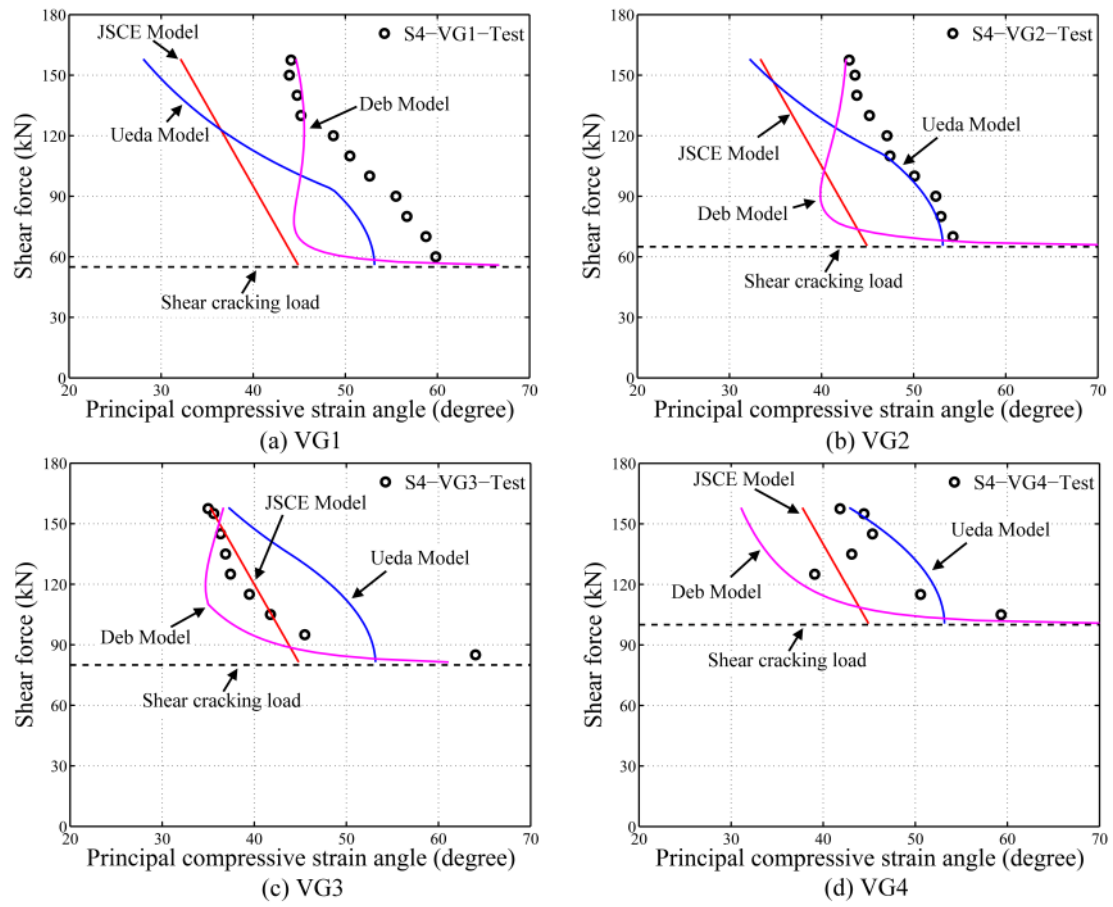 180
150
120
90
60
30
0
Shear force (kN)
JSCE Model
S4−VG1−Test
Deb Model
Ueda Model
Shear cracking load
20
30
40
50
60
70
Principal compressive strain angle (degree)
(a) VG1
180
150
120
90
60
30
0
Shear force (kN)
S4−VG2−Test
Ueda Model
JSCE Model
Deb Model
Shear cracking load
20
30
40
50
60
70
Principal compressive strain angle (degree)
(b) VG2
180
150
120
90
60
30
0
Shear force (kN)
S4−VG3−Test
JSCE Model
Ueda Model
Deb Model
Shear cracking load
20
30
40
50
60
70
Principal compressive strain angle (degree)
(c) VG3
180
150
120
90
60
30
0
Shear force (kN)
JSCE Model
S4−VG4−Test
Ueda Model
Deb Model
Shear cracking load
20
30
40
50
60
70
Principal compressive strain angle (degree)
(d) VG4